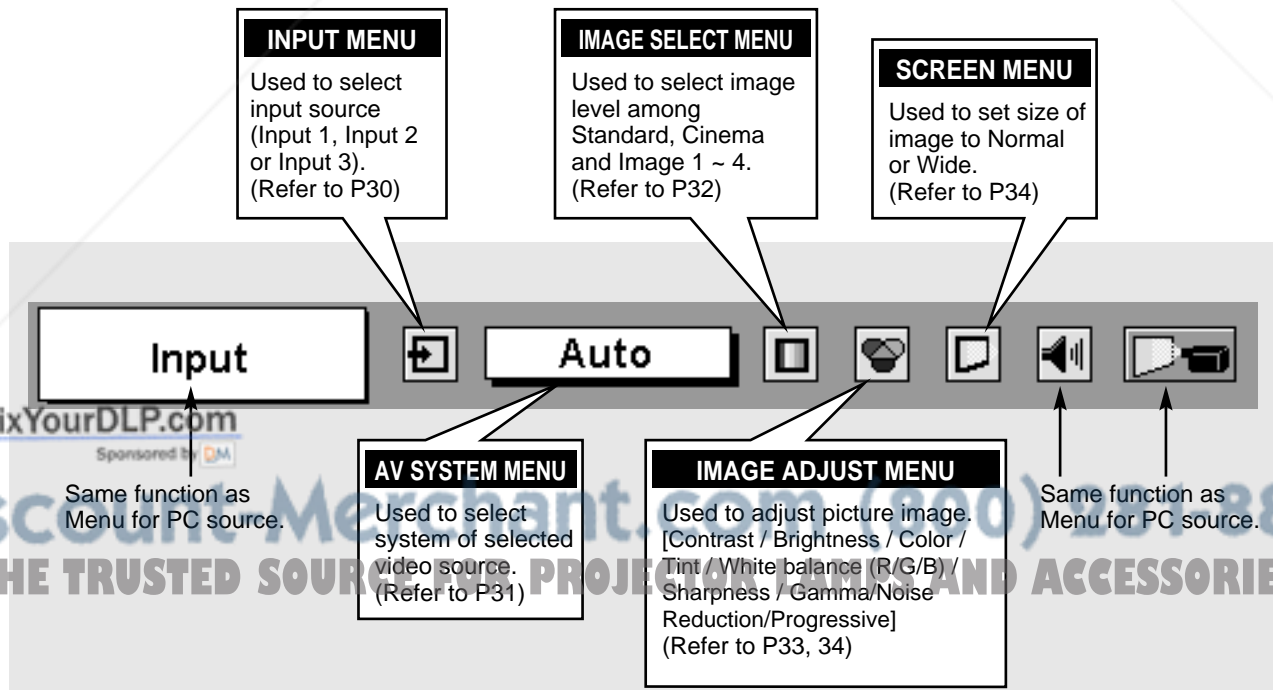 INPUT MENU
Used to select
input source
(Input 1, Input 2
or Input 3).
(Refer to P30)
IMAGE SELECT MENU
Used to select image
level among
Standard, Cinema
and Image 1 ~ 4.
(Refer to P32)
SCREEN MENU
Used to set size of
image to Normal
or Wide.
(Refer to P34)
Input
Auto
ixYourDLP.com
Sponsored by DM
Same function as
Menu for PC source.
AV SYSTEM MENU
Used to select
system of selected
video source.
(Refer to P31)
IMAGE ADJUST MENU
Used to adjust picture image.
[Contrast / Brightness / Color /
Tint / White balance (R/G/B) /
Sharpness / Gamma/Noise
Reduction/Progressive]
(Refer to P33, 34)
Same function as
Menu for PC source.
scount-Merchant.com (800) 281-88
HE TRUSTED SOURCE FOR PROJECTOR LAMPS AND ACCESSORIE